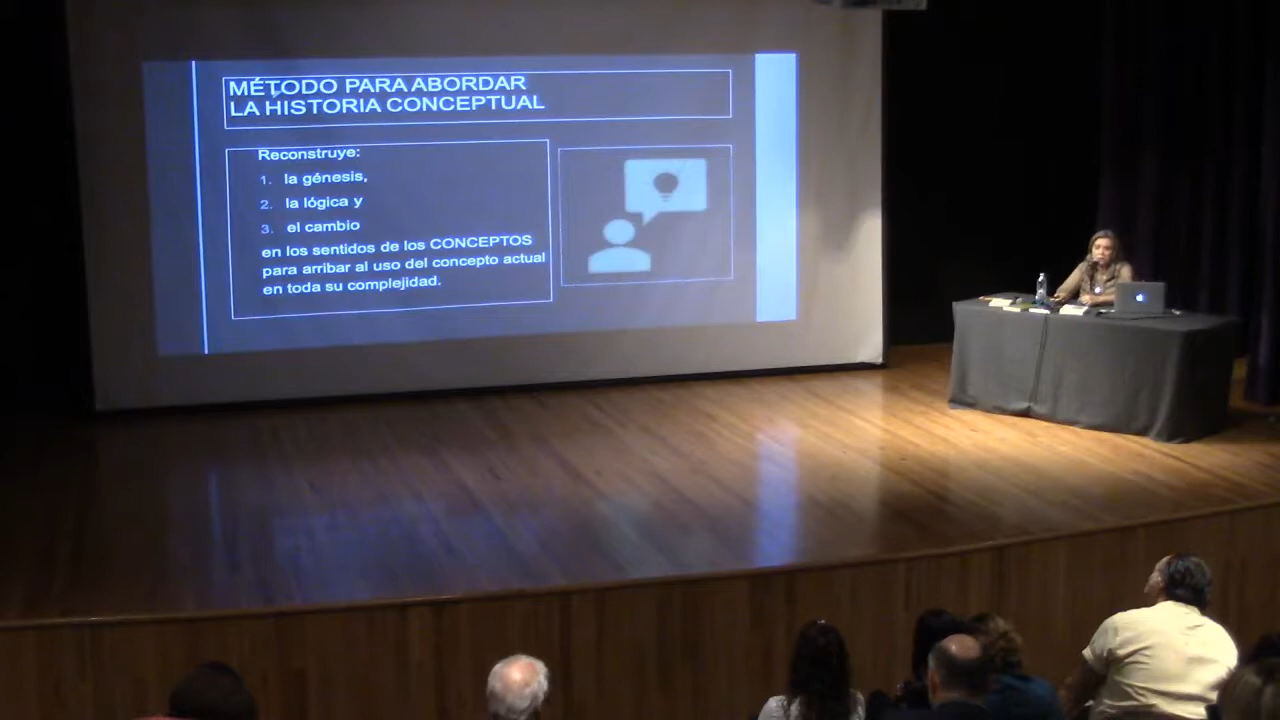 MÉTODO PARA ABORDAR
LA HISTORIA CONCEPTUAL
Reconstruye:
1. la génesis,
2. la lógica y
3. el cambio
en los sentidos de los CONCEPTOS
para arribar al uso del concepto actual
en toda su complejidad.